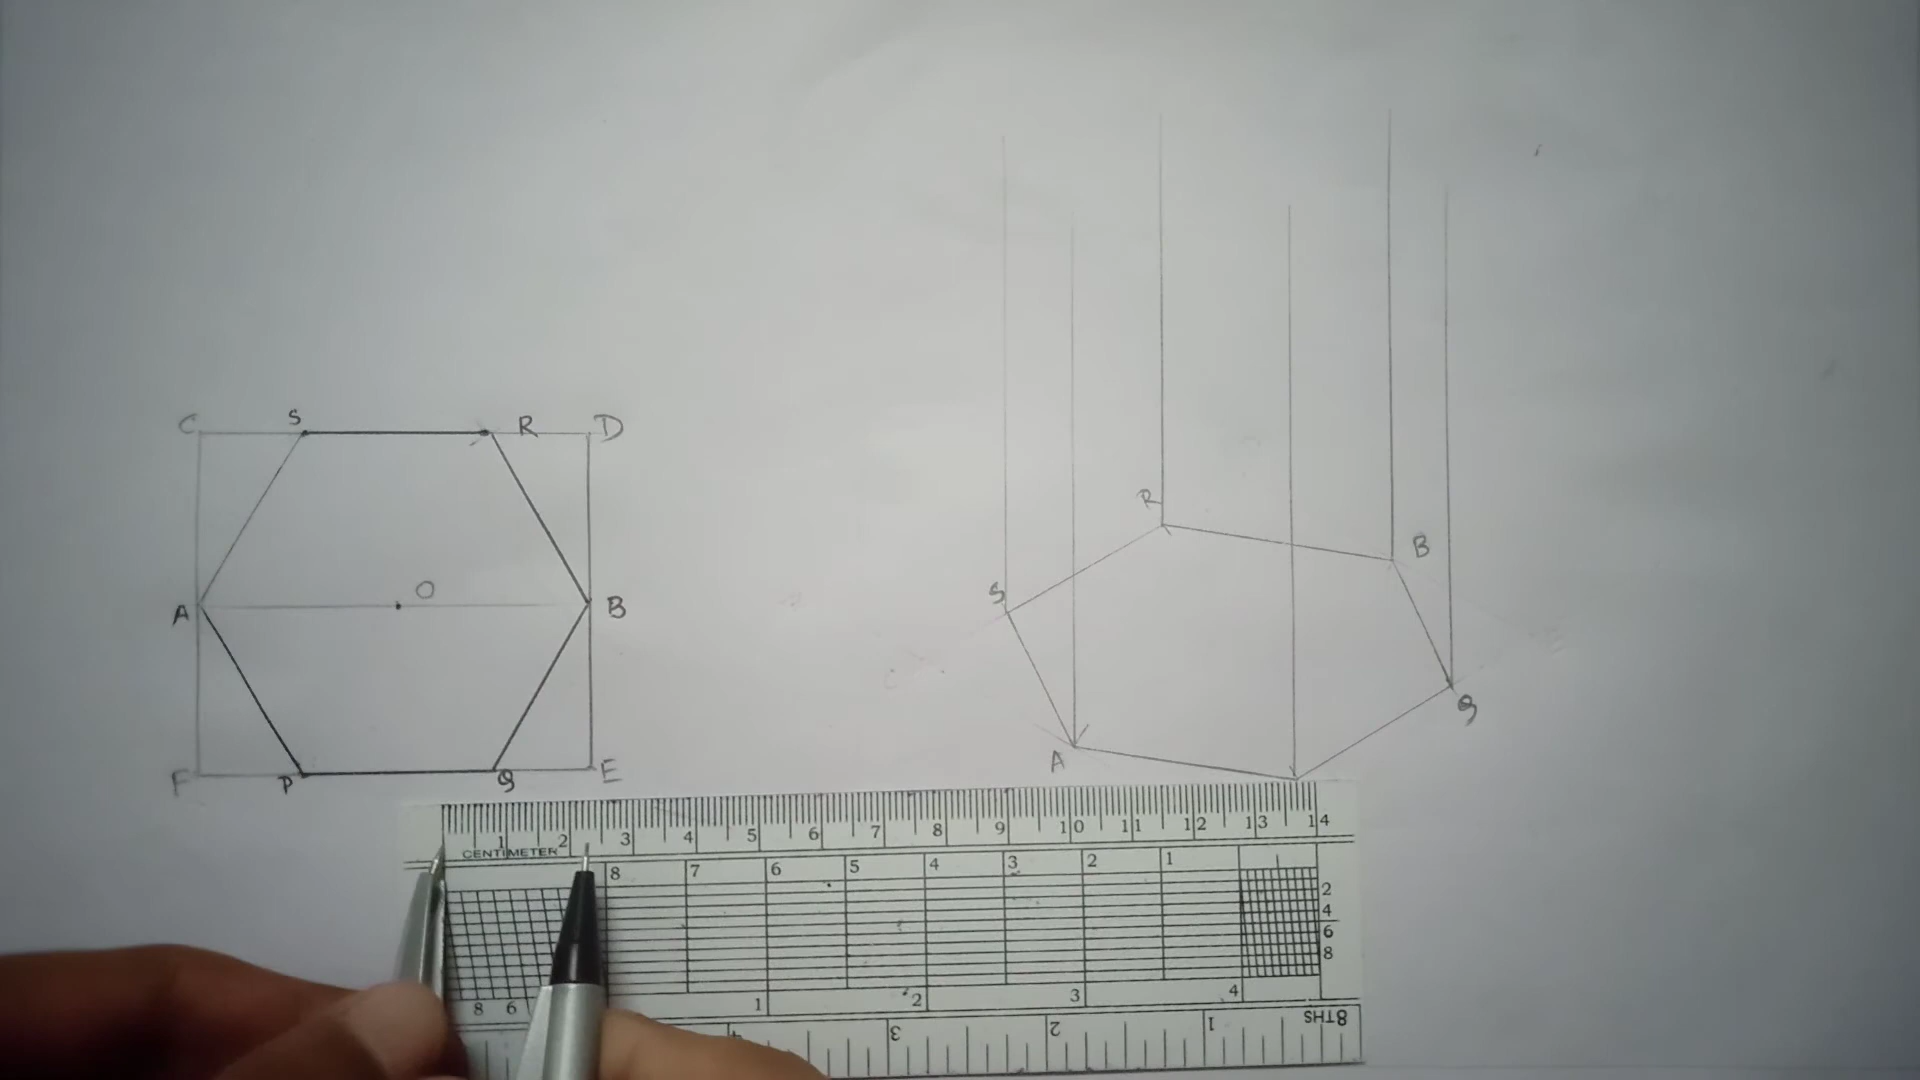 C S R D
A O B
F P Q E
R
B
S
Q
A
1 2 3 4 5 6 7 8 9 10 11 12 13 14
CENTIMETER
8 7 6 5 4 3 2 1
2
4
6
8
8 6 1 2 3 4
3 2 1 8THS